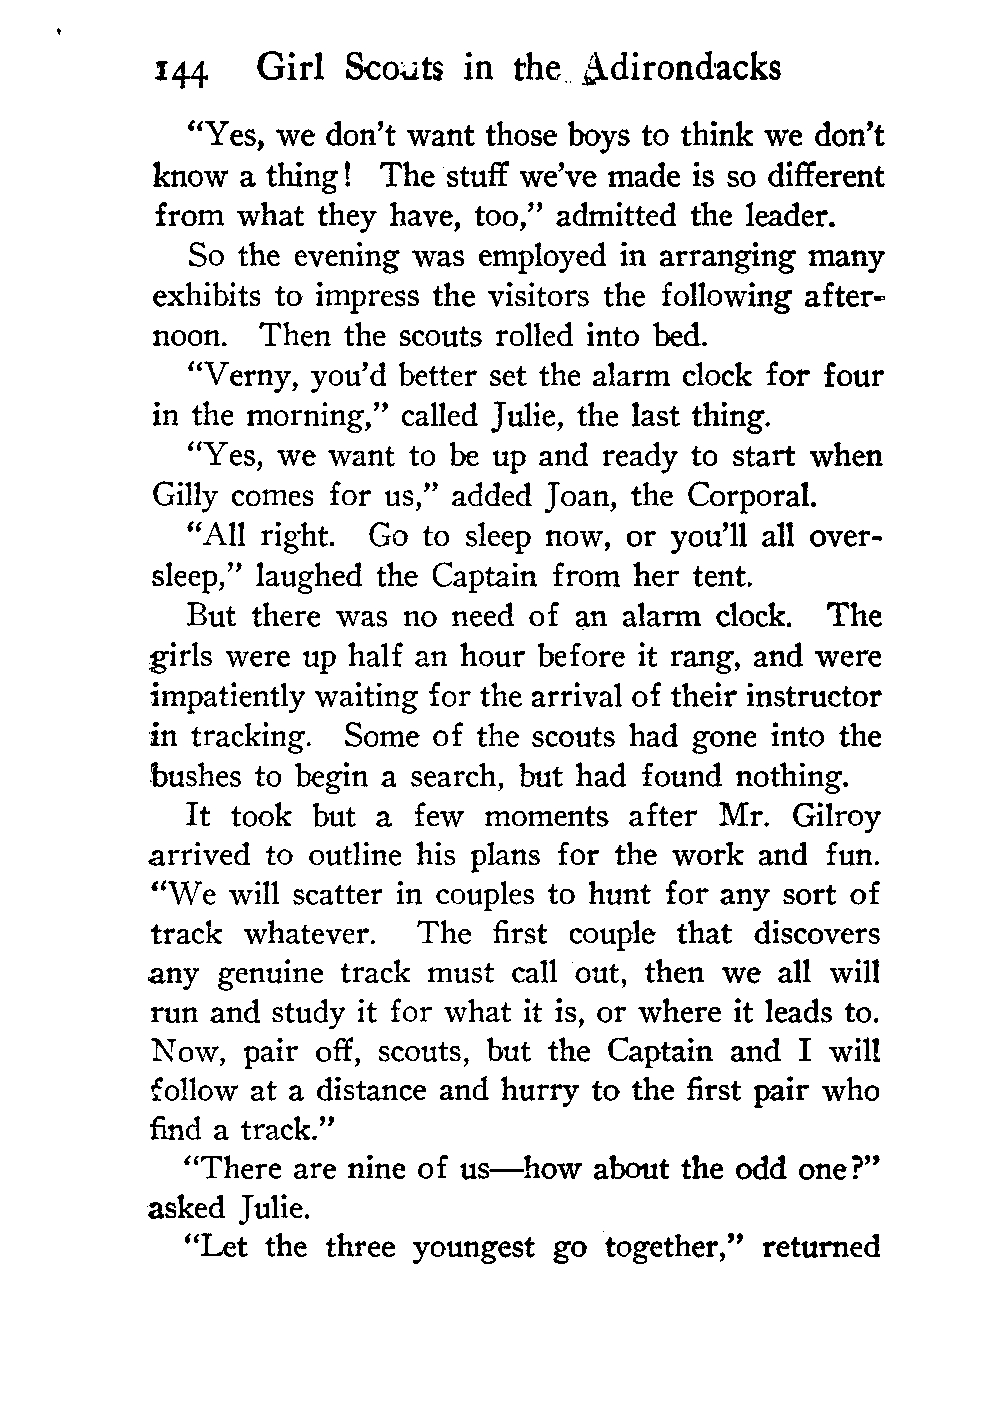 144 Girl Scouts in the Adirondacks
“Yes, we don’t want those boys to think we don’t
know a thing! The stuff we’ve made is so different
from what they have, too,” admitted the leader.
So the evening was employed in arranging many
exhibits to impress the visitors the following after-
noon. Then the scouts rolled into bed.
“Verny, you’d better set the alarm clock for four
in the morning,” called Julie, the last thing.
“Yes, we want to be up and ready to start when
Gilly comes for us,” added Joan, the Corporal.
“All right. Go to sleep now, or you’ll all over-
sleep,” laughed the Captain from her tent.
But there was no need of an alarm clock. The
girls were up half an hour before it rang, and were
impatiently waiting for the arrival of their instructor
in tracking. Some of the scouts had gone into the
bushes to begin a search, but had found nothing.
It took but a few moments after Mr. Gilroy
arrived to outline his plans for the work and fun.
“We will scatter in couples to hunt for any sort of
track whatever. The first couple that discovers
any genuine track must call out, then we all will
run and study it for what it is, or where it leads to.
Now, pair off, scouts, but the Captain and I will
follow at a distance and hurry to the first pair who
find a track.”
“There are nine of us—how about the odd one?”
asked Julie.
“Let the three youngest go together,” returned